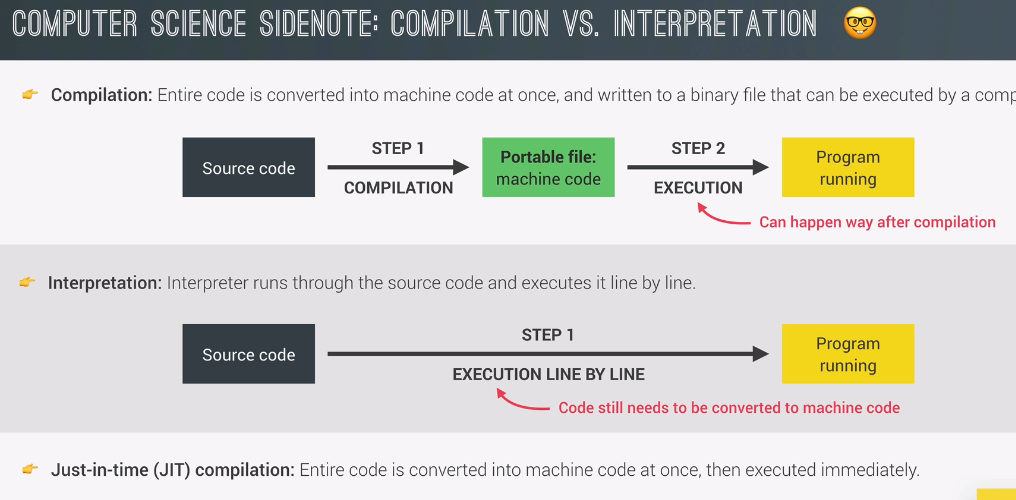 COMPUTER SCIENCE SIDENOTE: COMPILATION VS. INTERPRETATION
Compilation: Entire code is converted into machine code at once, and written to a binary file that can be executed by a
Source code
STEP 1
COMPILATION
Portable file:
machine code
STEP 2
EXECUTION
Program
running
Can happen way after compilation
Interpretation: Interpreter runs through the source code and executes it line by line.
Source code
STEP 1
EXECUTION LINE BY LINE
Program
running
Code still needs to be converted to machine code
Just-in-time (JIT) compilation: Entire code is converted into machine code at once, then executed immediately.